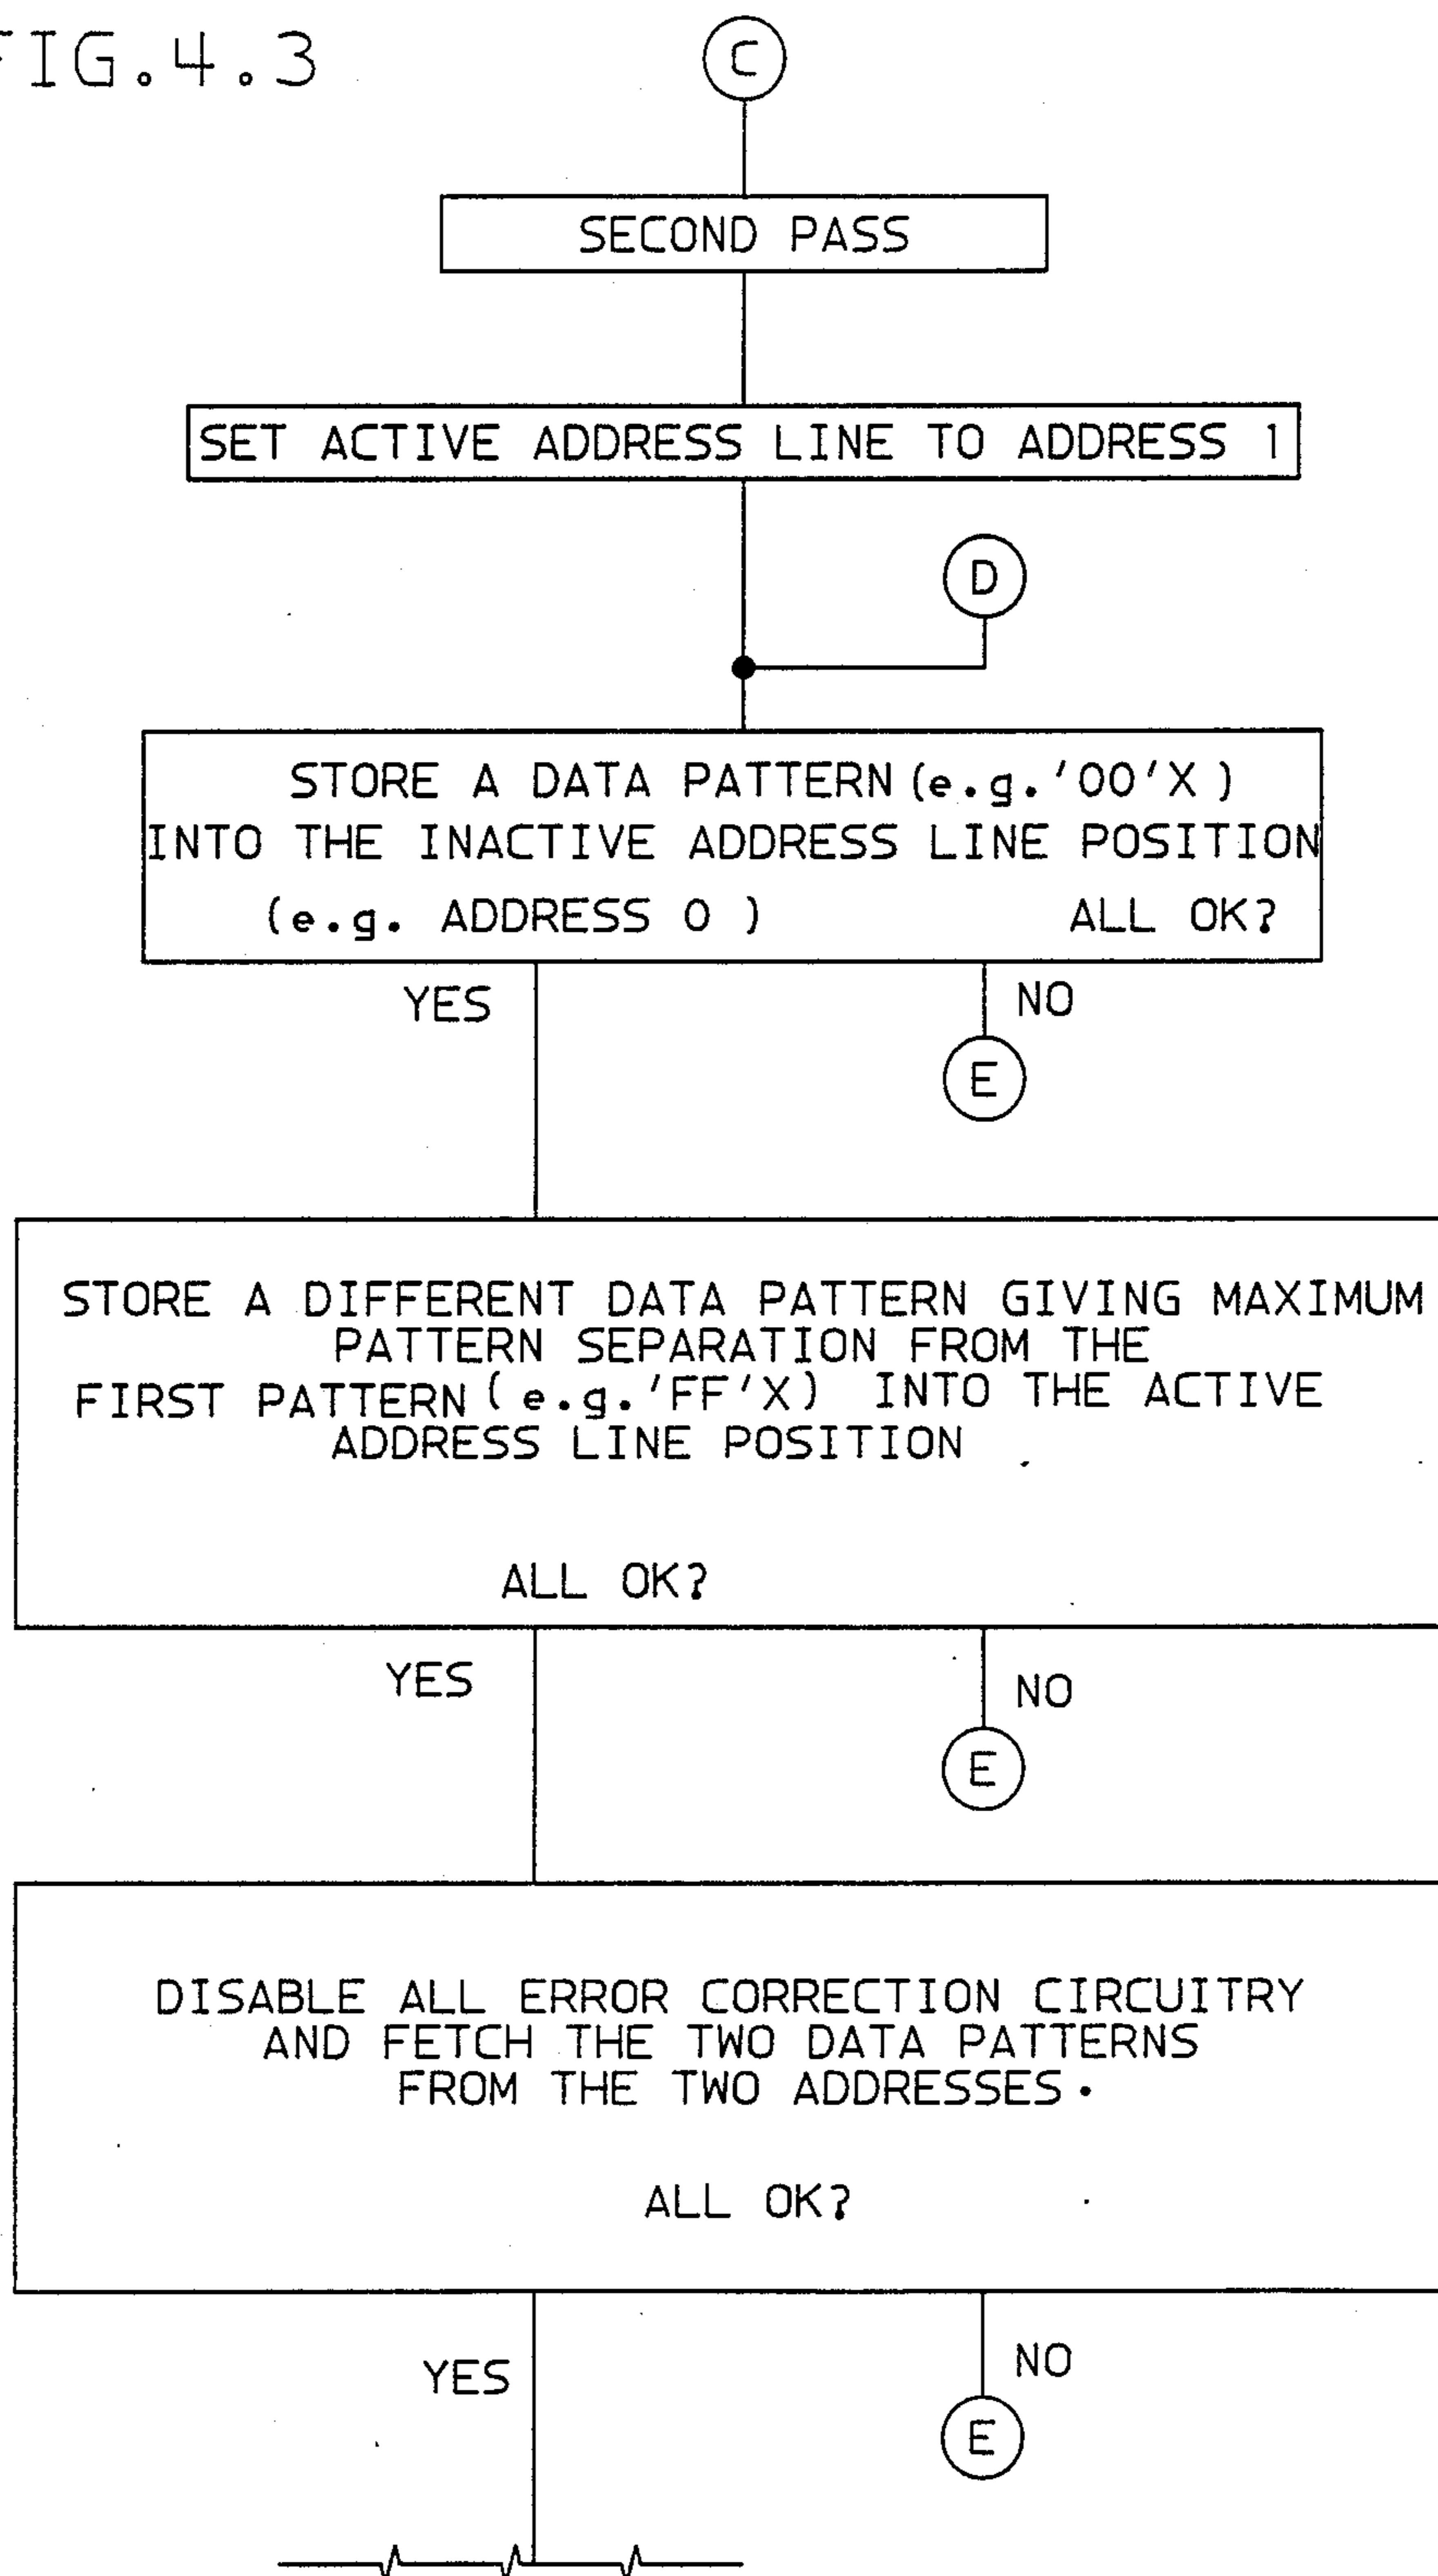 FIG.4.3
C
SECOND PASS
SET ACTIVE ADDRESS LINE TO ADDRESS 1
D
STORE A DATA PATTERN (e.g.'00'X )
INTO THE INACTIVE ADDRESS LINE POSITION
(e.g. ADDRESS 0 ) ALL OK?
YES
NO
E
STORE A DIFFERENT DATA PATTERN GIVING MAXIMUM
PATTERN SEPARATION FROM THE
FIRST PATTERN ( e.g.'FF'X) INTO THE ACTIVE
ADDRESS LINE POSITION
ALL OK?
YES
NO
E
DISABLE ALL ERROR CORRECTION CIRCUITRY
AND FETCH THE TWO DATA PATTERNS
FROM THE TWO ADDRESSES.
ALL OK?
YES
NO
E